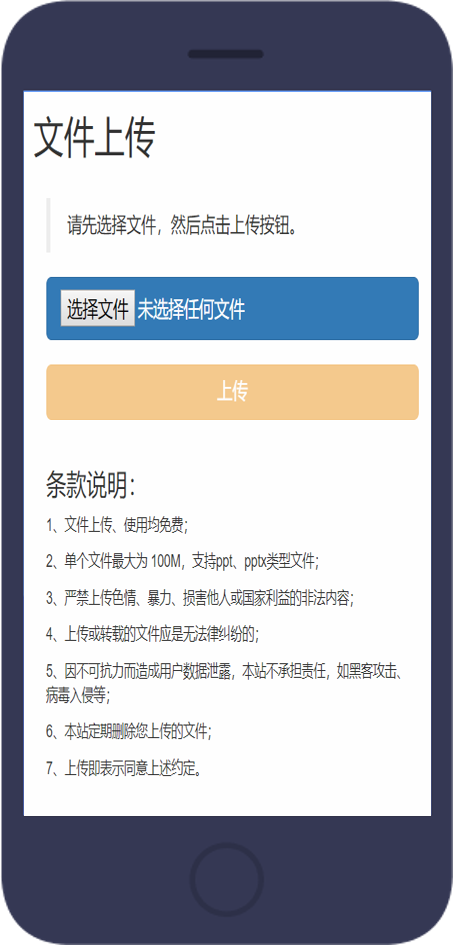 文件上传
请先选择文件，然后点击上传按钮。
选择文件 未选择任何文件
上传
条款说明：
1、文件上传、使用均免费；
2、单个文件最大为 100M，支持ppt、pptx类型文件；
3、严禁上传色情、暴力、损害他人或国家利益的非法内容；
4、上传或转载的文件应是无法律纠纷的；
5、因不可抗力而造成用户数据泄露，本站不承担责任，如黑客攻击、
病毒入侵等；
6、本站定期删除您上传的文件；
7、上传即表示同意上述约定。